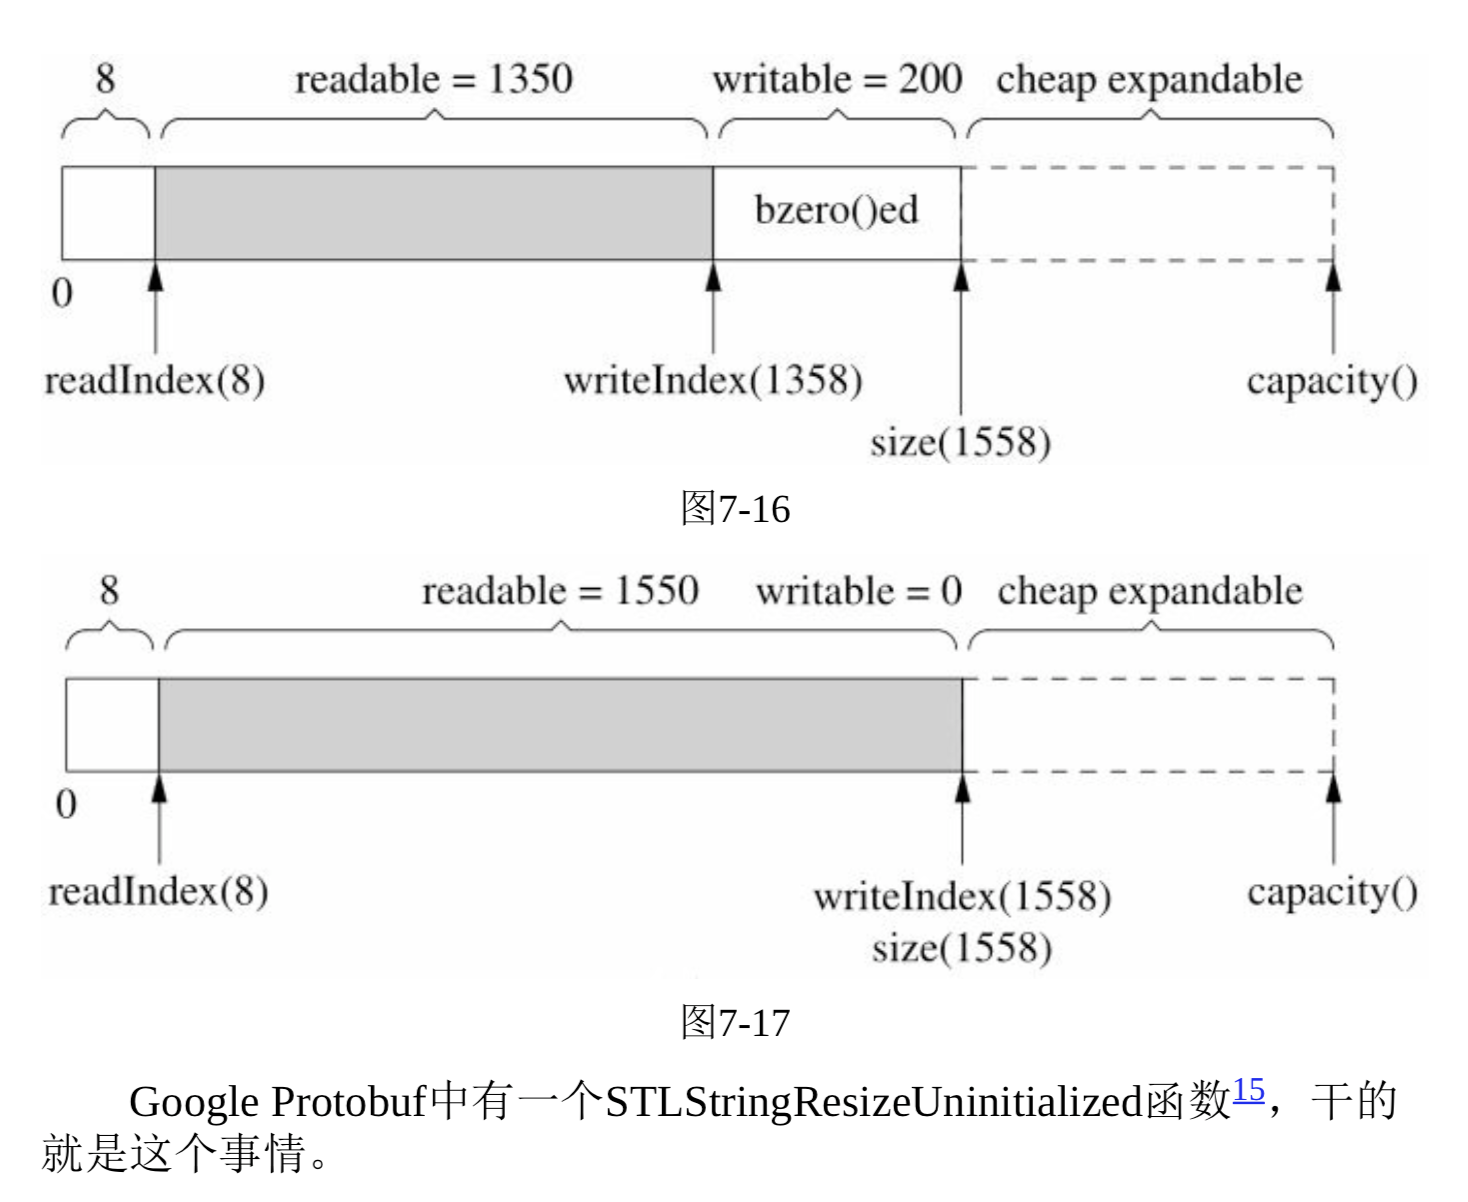 8 readable = 1350 writable = 200 cheap expandable
bzero()ed
0
readIndex(8) writeIndex(1358) capacity()
size(1558)
图7-16
8 readable = 1550 writable = 0 cheap expandable
0
readIndex(8) writeIndex(1558) capacity()
size(1558)
图7-17
Google Protobuf中有一个STLStringResizeUninitialized函数15，干的
就是这个事情。